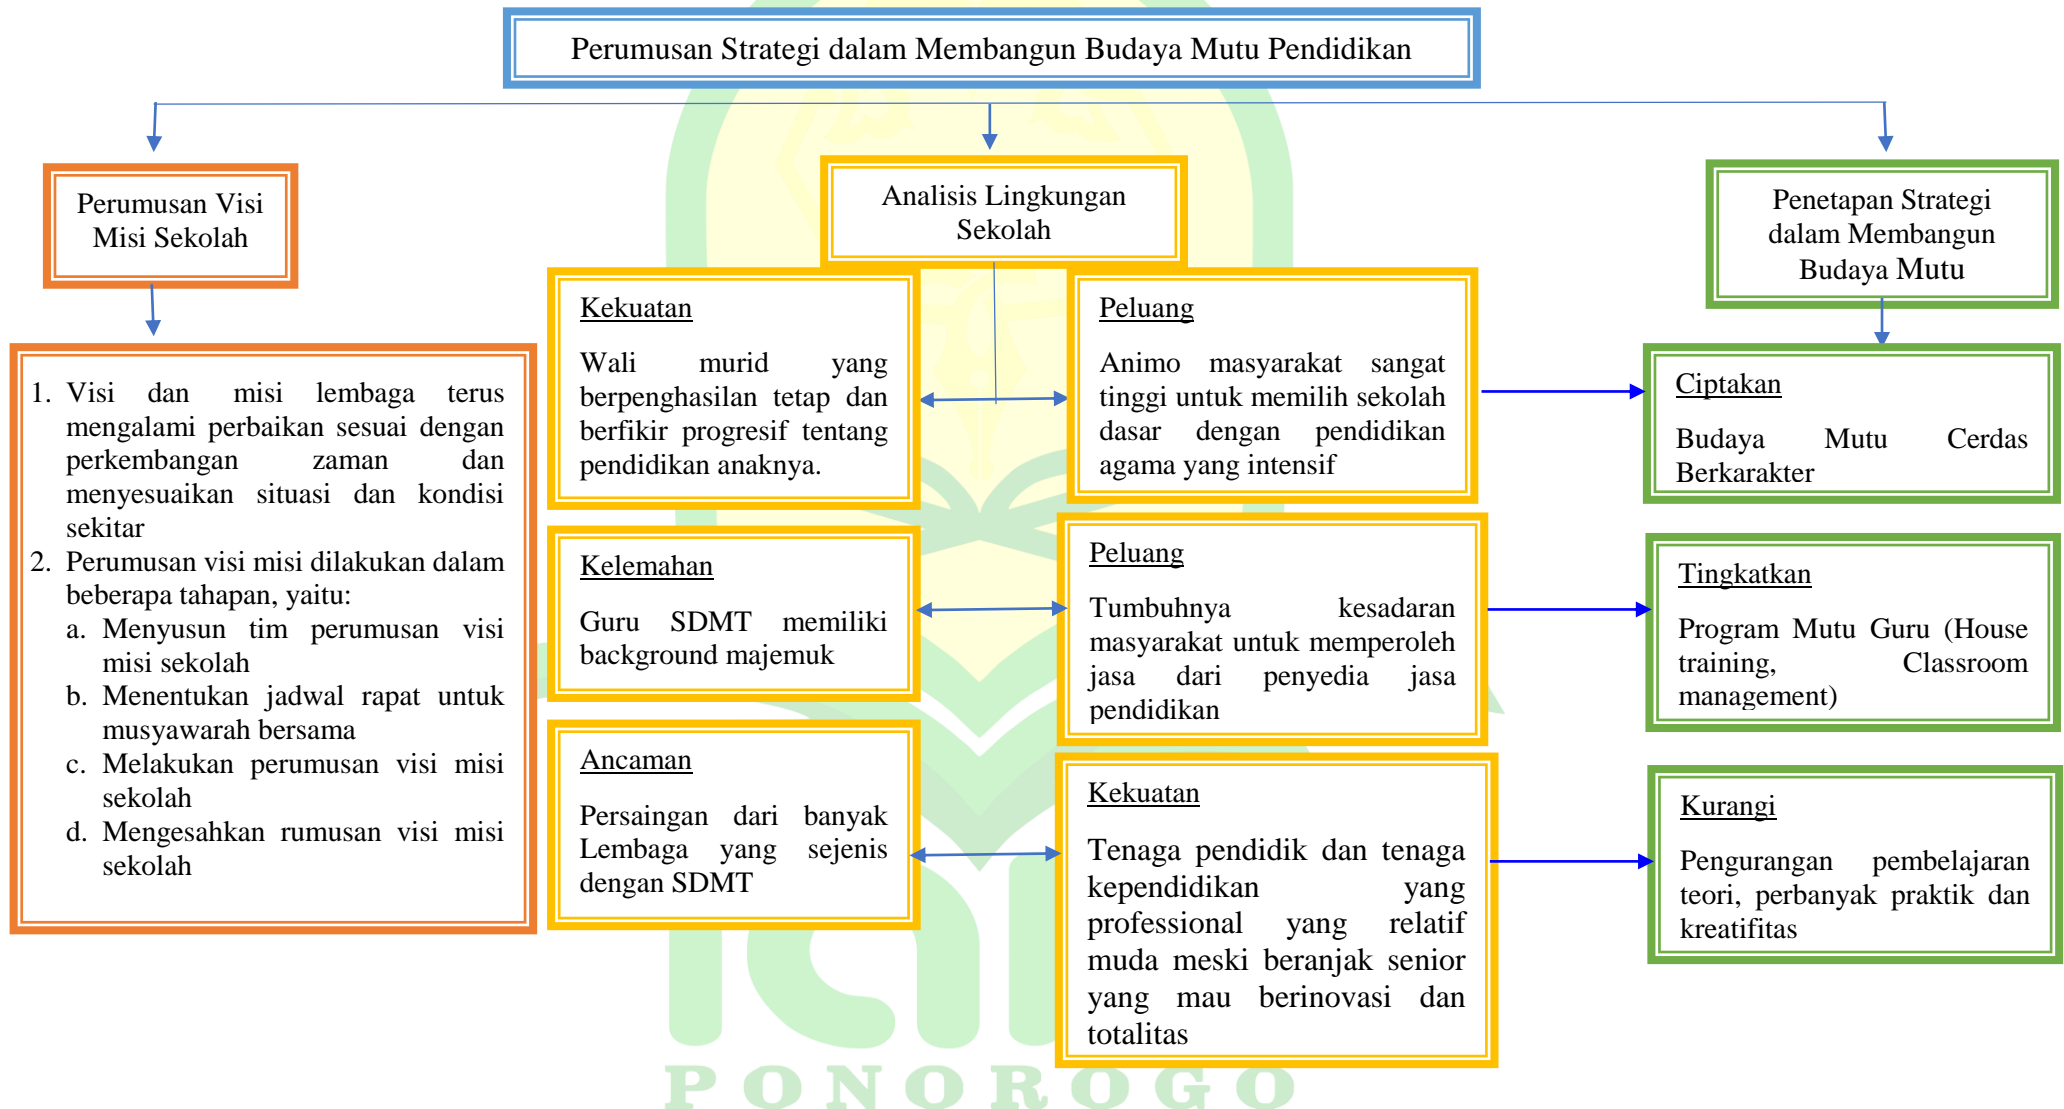 Perumusan Strategi dalam Membangun Budaya Mutu Pendidikan
Perumusan Visi
Misi Sekolah
Analisis Lingkungan
Sekolah
Penetapan Strategi
dalam Membangun
Budaya Mutu
1. Visi dan misi lembaga terus
mengalami perbaikan sesuai dengan
perkembangan zaman dan
menyesuaikan situasi dan kondisi
sekitar
2. Perumusan visi misi dilakukan dalam
beberapa tahapan, yaitu:
a. Menyusun tim perumusan visi
misi sekolah
b. Menentukan jadwal rapat untuk
musyawarah bersama
c. Melakukan perumusan visi misi
sekolah
d. Mengesahkan rumusan visi misi
sekolah
Kekuatan
Wali murid yang
berpenghasilan tetap dan
berfikir progresif tentang
pendidikan anaknya.
Peluang
Animo masyarakat sangat
tinggi untuk memilih sekolah
dasar dengan pendidikan
agama yang intensif
Ciptakan
Budaya Mutu Cerdas
Berkarakter
Kelemahan
Guru SDMT memiliki
background majemuk
Peluang
Tumbuhnya kesadaran
masyarakat untuk memperoleh
jasa dari penyedia jasa
pendidikan
Tingkatkan
Program Mutu Guru (House
training, Classroom
management)
Ancaman
Persaingan dari banyak
Lembaga yang sejenis
dengan SDMT
Kekuatan
Tenaga pendidik dan tenaga
kependidikan yang
professional yang relatif
muda meski beranjak senior
yang mau berinovasi dan
totalitas
Kurangi
Pengurangan pembelajaran
teori, perbanyak praktik dan
kreatifitas
PONOROGO